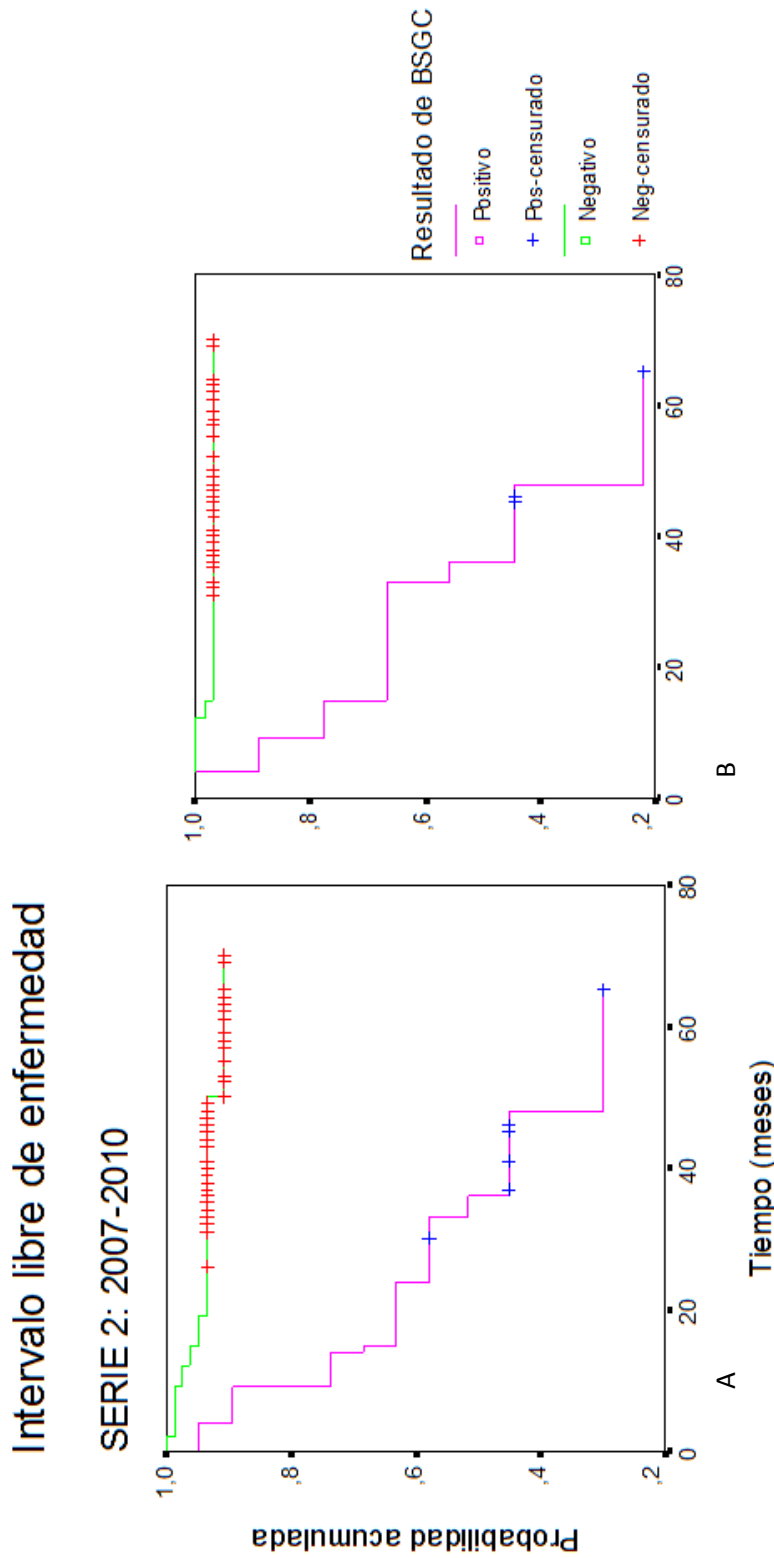 Intervalo libre de enfermedad
SERIE 2: 2007-2010
Probabilidad acumulada
1,0
,8
,6
,4
,2
0
20
40
60
80
Tiempo (meses)
A
1,0
,8
,6
,4
,2
0
20
40
60
80
B
Resultado de BSGC
Positivo
Pos-censurado
Negativo
Neg-censurado